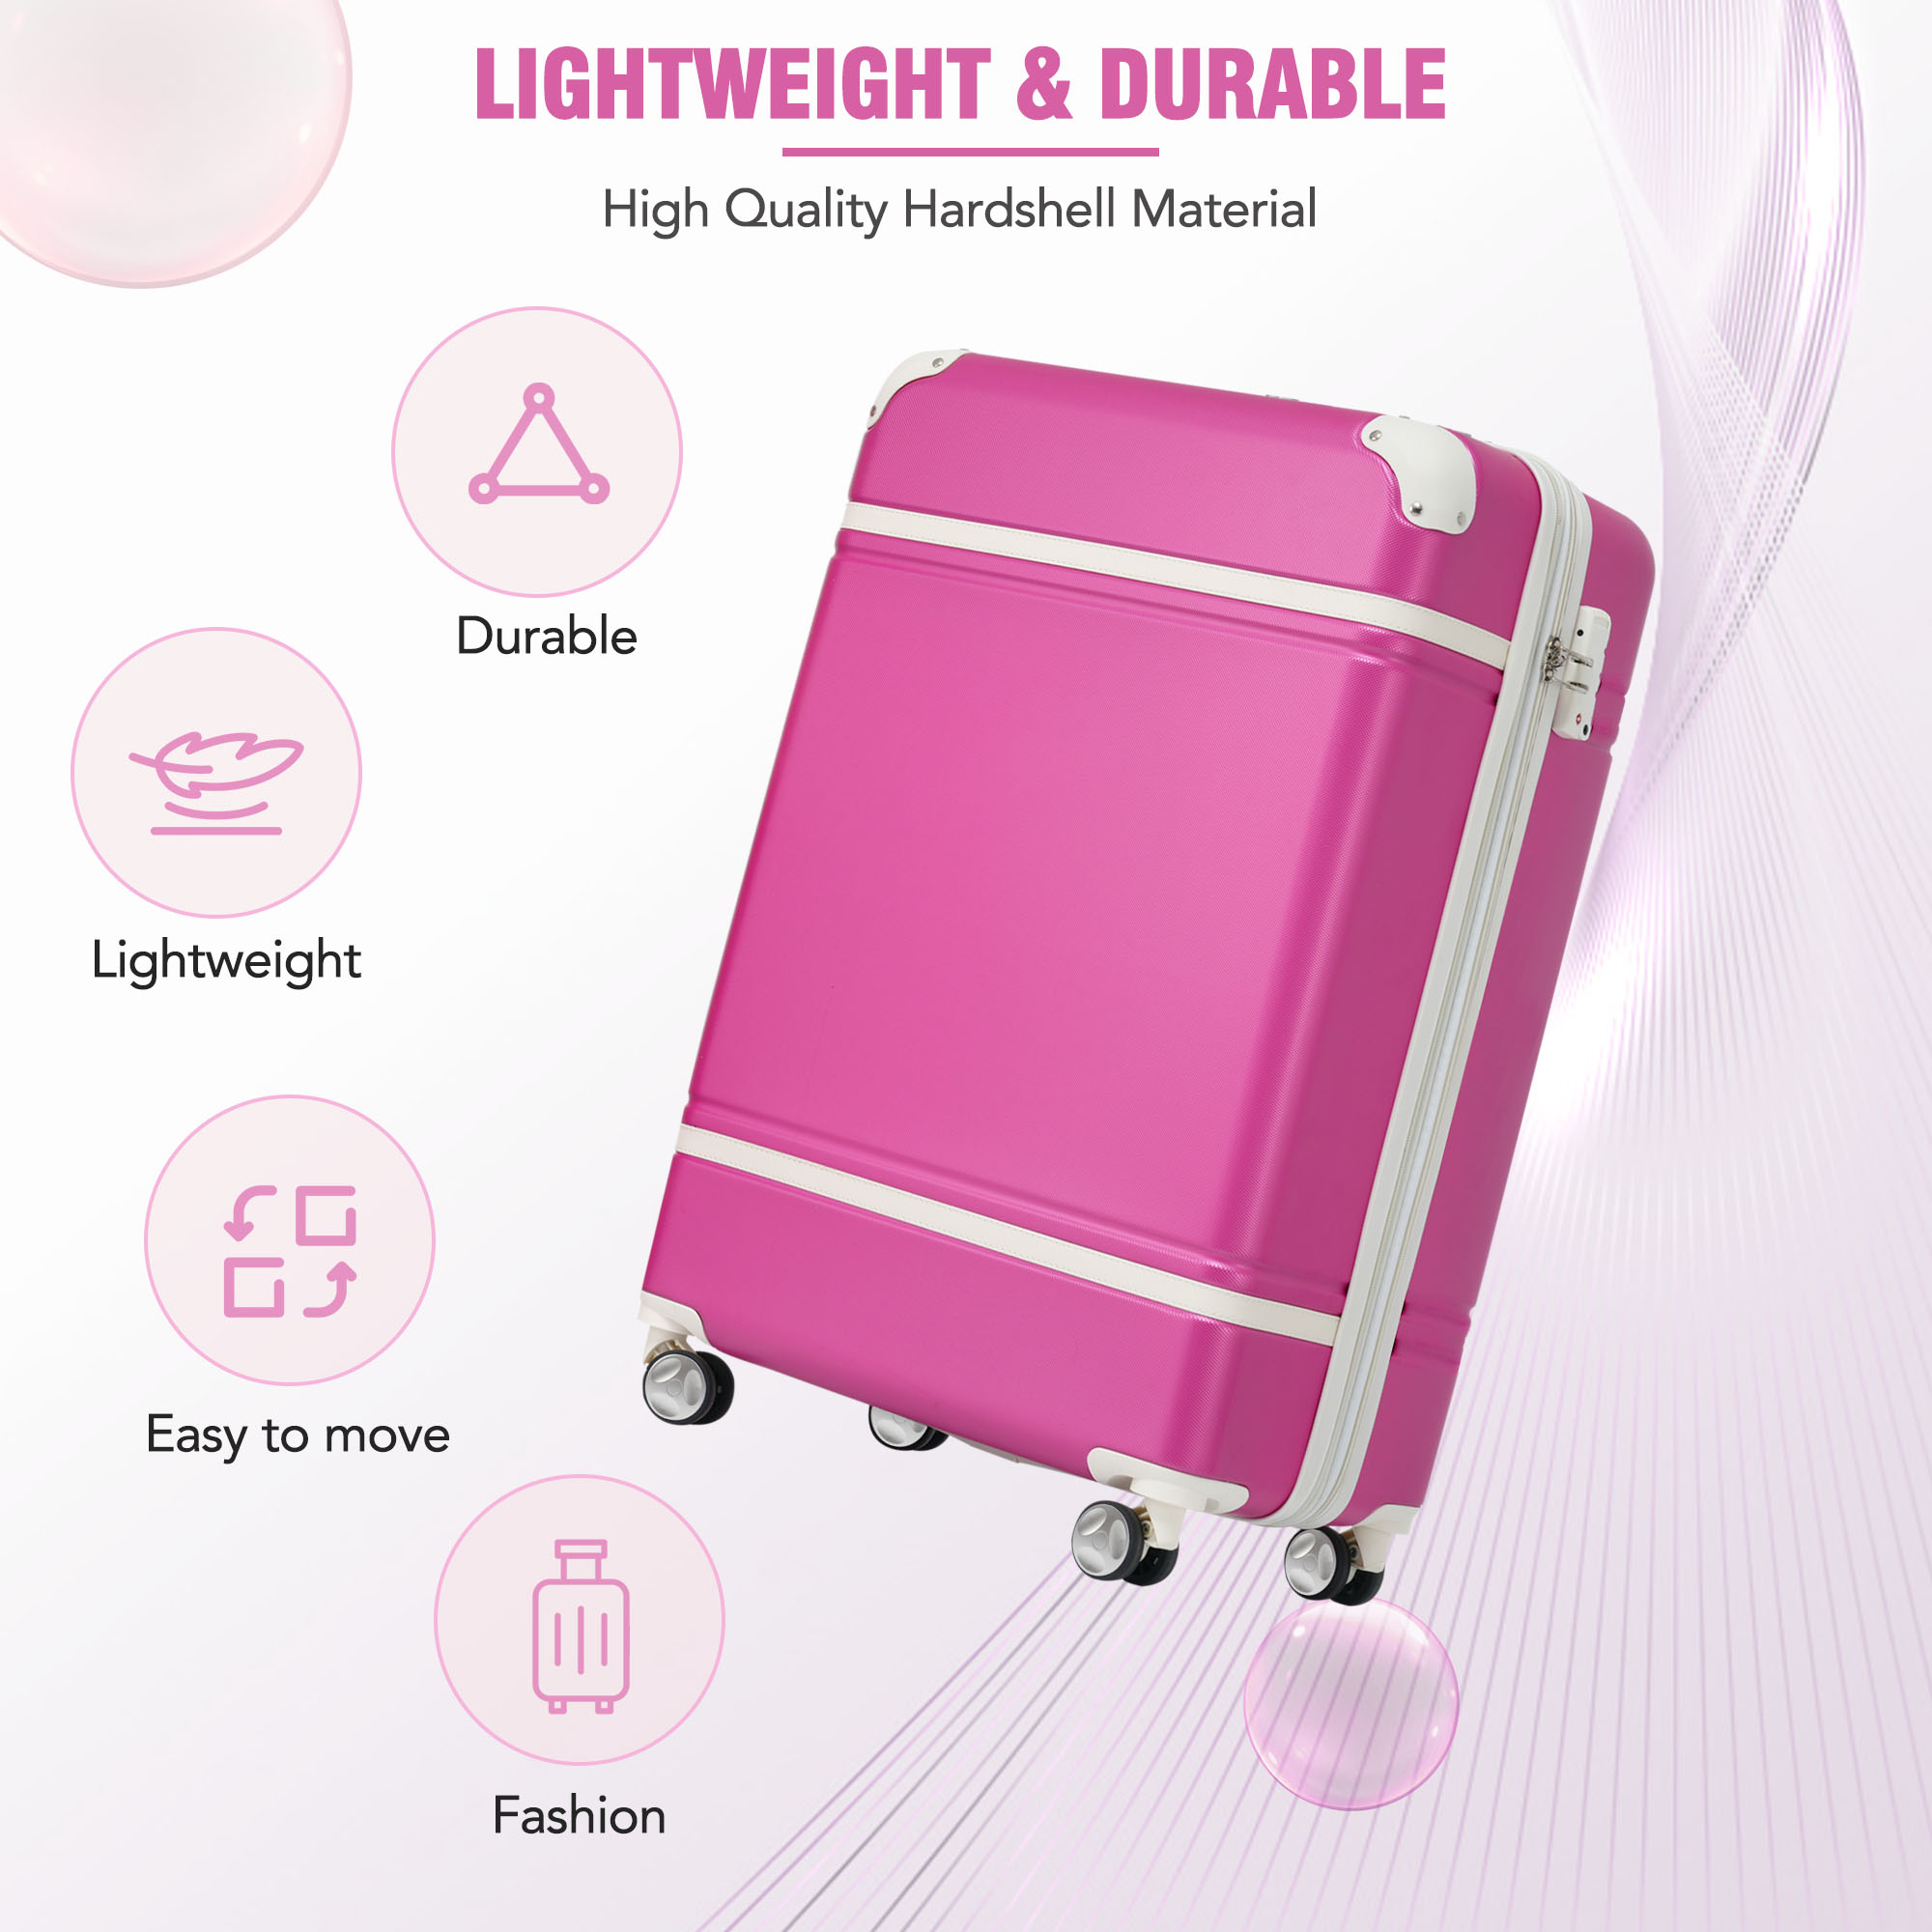 LIGHTWEIGHT & DURABLE
High Quality Hardshell Material
Durable
Lightweight
Easy to move
Fashion